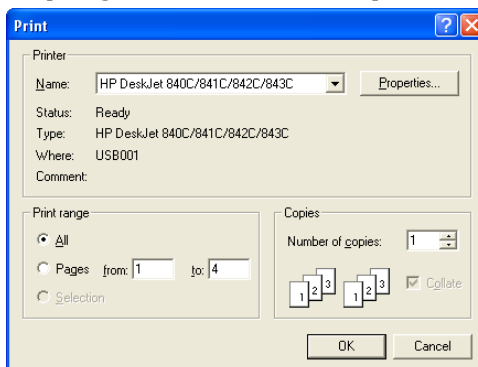 Print
Printer
Name: HP DeskJet 840C/841C/842C/843C Properties...
Status: Ready
Type: HP DeskJet 840C/841C/842C/843C
Where: USB001
Comment:
Print range
All
Pages from: 1 to: 4
Selection
Copies
Number of copies: 1
1 2 3 1 2 3 Collate
OK Cancel